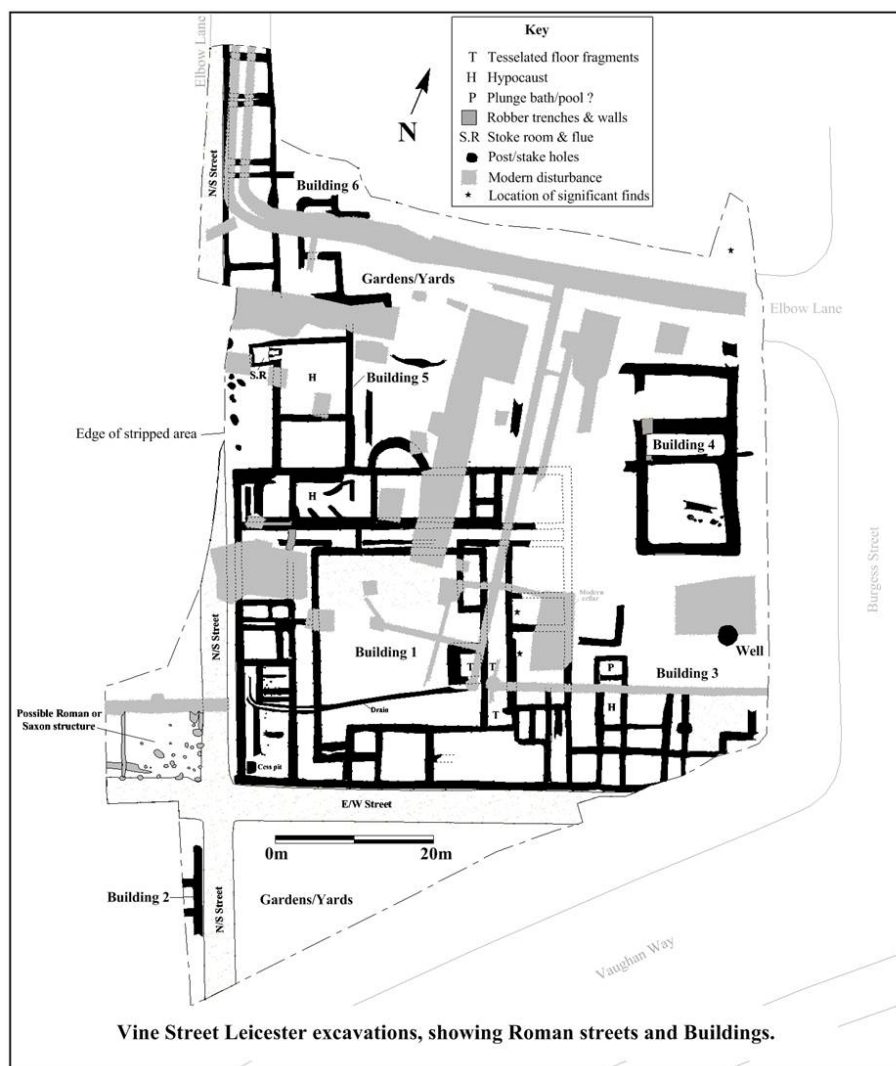 Elbow Lane
Key
T Tesselated floor fragments
H Hypocaust
P Plunge bath/pool ?
Robber trenches & walls
S.R Stoke room & flue
Post/stake holes
Modern disturbance
* Location of significant finds
N
N/S Street
Building 6
Gardens/Yards
Elbow Lane
S.R
H
Building 5
Edge of stripped area
Building 4
H
Burgess Street
Modern cellar
N/S Street
Building 1
Well
T
T
P
Building 3
H
Possible Roman or
Saxon structure
Drain
T
Cess pit
E/W Street
0m
20m
Building 2
N/S Street
Gardens/Yards
Vaughan Way
Vine Street Leicester excavations, showing Roman streets and Buildings.